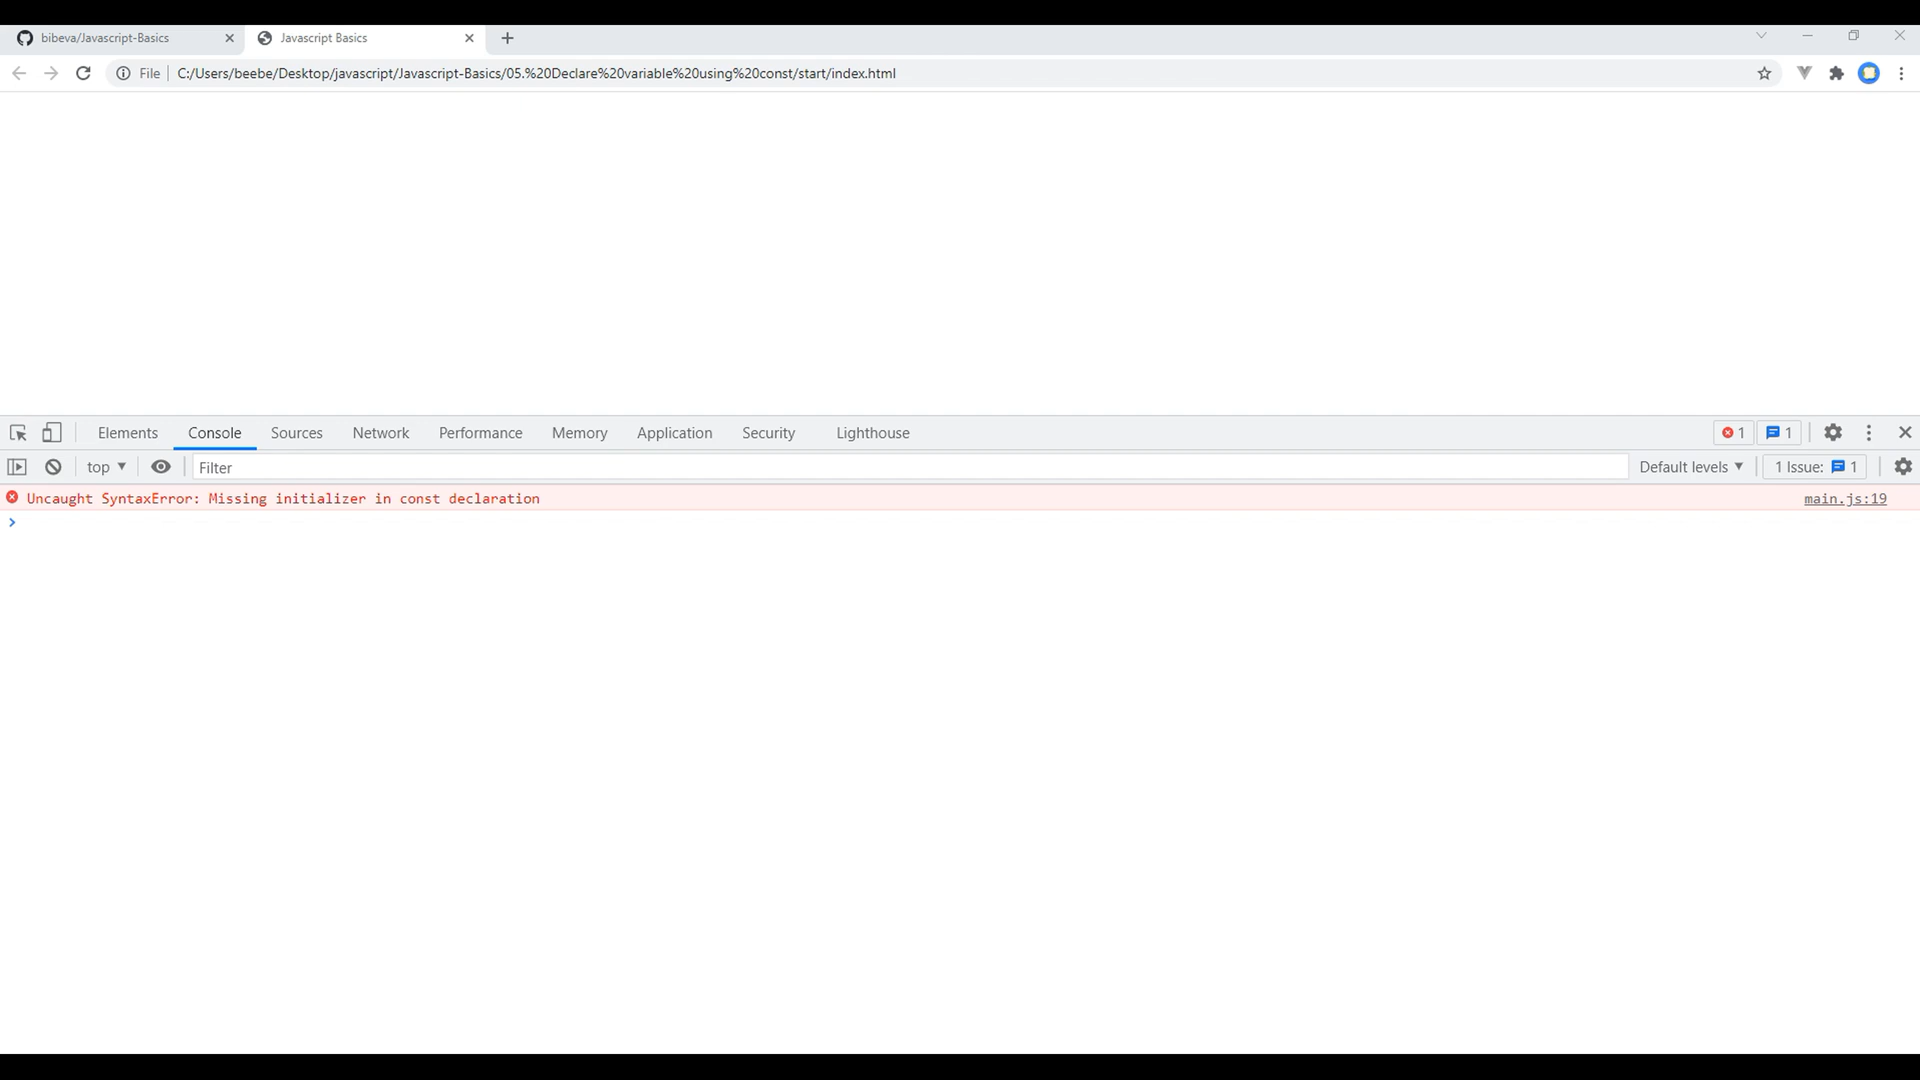 bibeva/Javascript-Basics
Javascript Basics
File
C:/Users/beebe/Desktop/javascript/Javascript-Basics/05.%20Declare%20variable%20using%20const/start/index.html
Elements Console Sources Network Performance Memory Application Security Lighthouse 1 1
top Filter Default levels 1 Issue: 1
Uncaught SyntaxError: Missing initializer in const declaration main.js:19